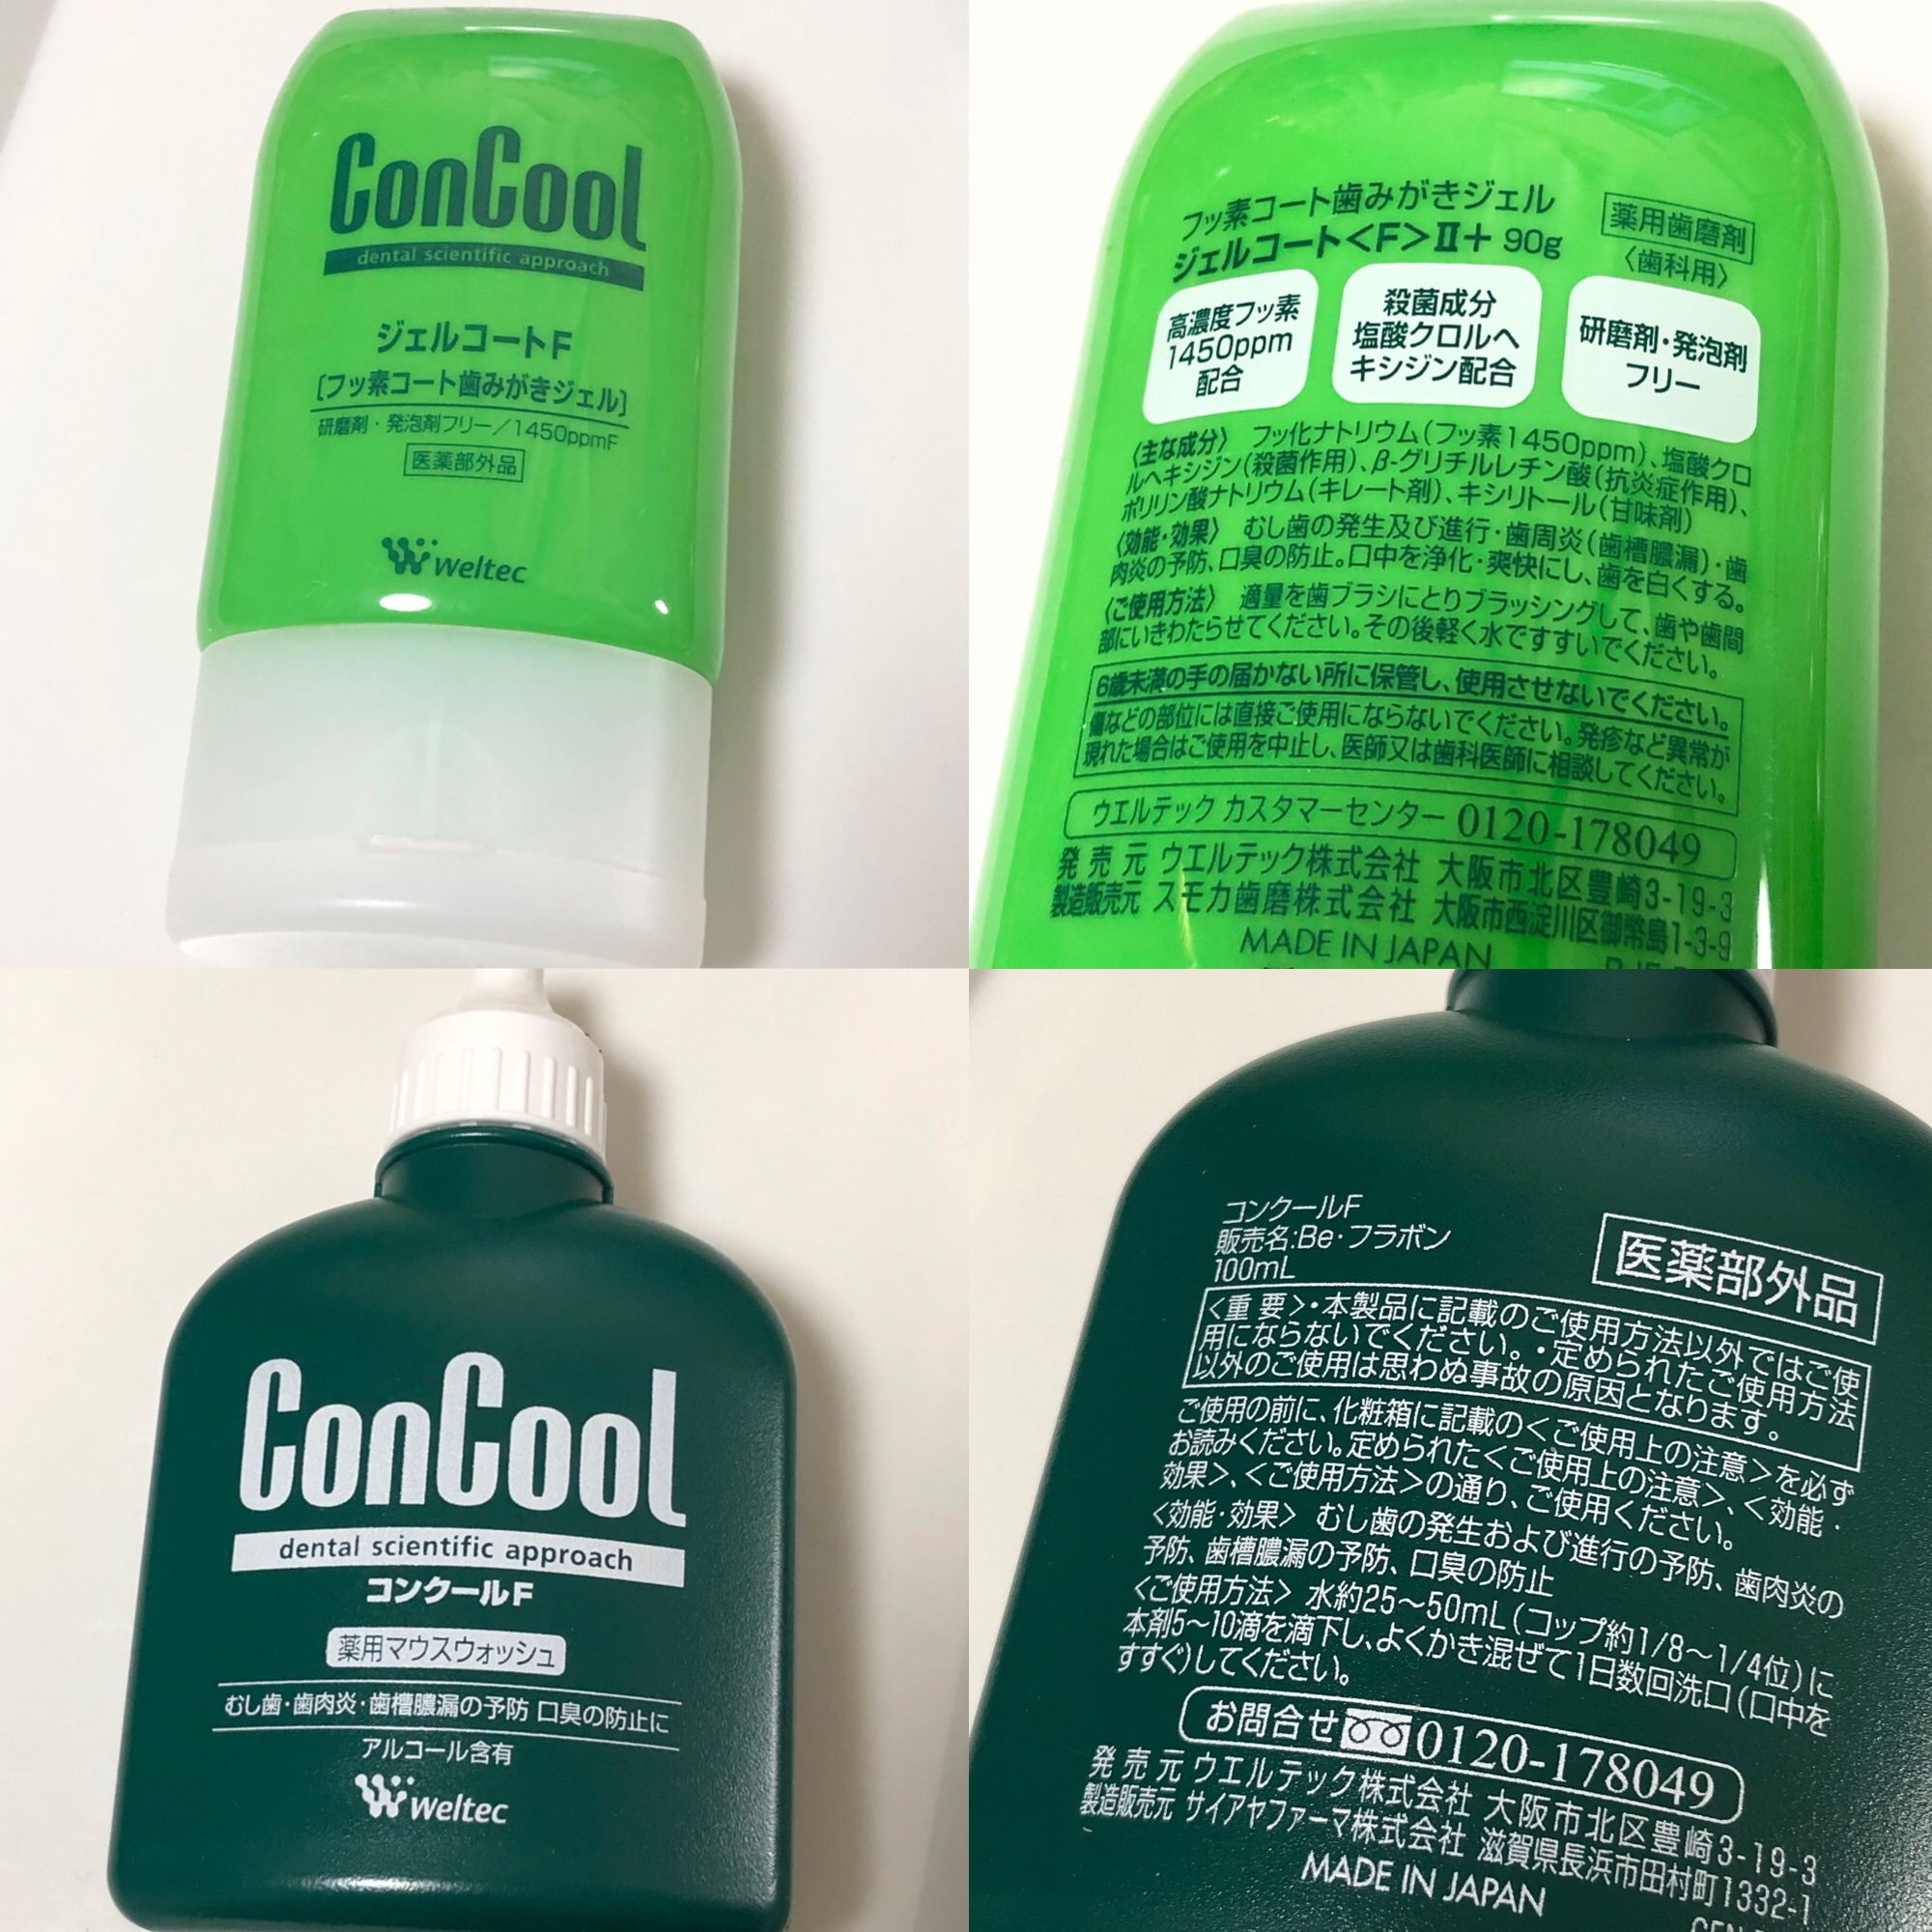 ConCool
dental scientific approach
ジェルコートF
[フッ素コート歯みがきジェル]
研磨剤・発泡剤フリー/1450ppmF
医薬部外品
weltec
フッ素コート歯みがきジェル
ジェルコート<F>Ⅱ+ 90g
薬用歯磨剤
〈歯科用〉
高濃度フッ素
1450ppm
配合
殺菌成分
塩酸クロルヘ
キシジン配合
研磨剤・発泡剤
フリー
〈主な成分〉 フッ化ナトリウム(フッ素1450ppm)、塩酸クロ
ルヘキシジン(殺菌作用)、β-グリチルレチン酸(抗炎症作用)、
ポリリン酸ナトリウム(キレート剤)、キシリトール(甘味剤)
〈効能・効果〉 むし歯の発生及び進行・歯周炎(歯槽膿漏)・歯
肉炎の予防、口臭の防止。口中を浄化・爽快にし、歯を白くする。
〈ご使用方法〉 適量を歯ブラシにとりブラッシングして、歯や歯間
部にいきわたらせてください。その後軽く水ですすいでください。
6歳未満の手の届かない所に保管し、使用させないでください。
傷などの部位には直接ご使用にならないでください。発疹など異常が
現れた場合はご使用を中止し、医師又は歯科医師に相談してください。
ウエルテック カスタマーセンター 0120-178049
発売元 ウエルテック株式会社 大阪市北区豊崎3-19-3
製造販売元 スモカ歯磨株式会社 大阪市西淀川区御幣島1-3-9
MADE IN JAPAN
ConCool
dental scientific approach
コンクールF
薬用マウスウォッシュ
むし歯・歯肉炎・歯槽膿漏の予防 口臭の防止に
アルコール含有
weltec
コンクールF
販売名:Be・フラボン
100mL
医薬部外品
<重要>・本製品に記載のご使用方法以外ではご使
用にならないでください。・定められたご使用方法
以外のご使用は思わぬ事故の原因となります。
ご使用の前に、化粧箱に記載の<ご使用上の注意>を必ず
お読みください。定められた<ご使用上の注意>、<効能・
効果>、<ご使用方法>の通り、ご使用ください。
<効能・効果> むし歯の発生および進行の予防、歯肉炎の
予防、歯槽膿漏の予防、口臭の防止
<ご使用方法> 水約25～50mL(コップ約1/8～1/4位)に
本剤5～10滴を滴下し、よくかき混ぜて1日数回洗口(口中を
すすぐ)してください。
お問合せ 0120-178049
発売元 ウエルテック株式会社 大阪市北区豊崎3-19-3
製造販売元 サイアヤファーマ株式会社 滋賀県長浜市田村町1332-1
MADE IN JAPAN